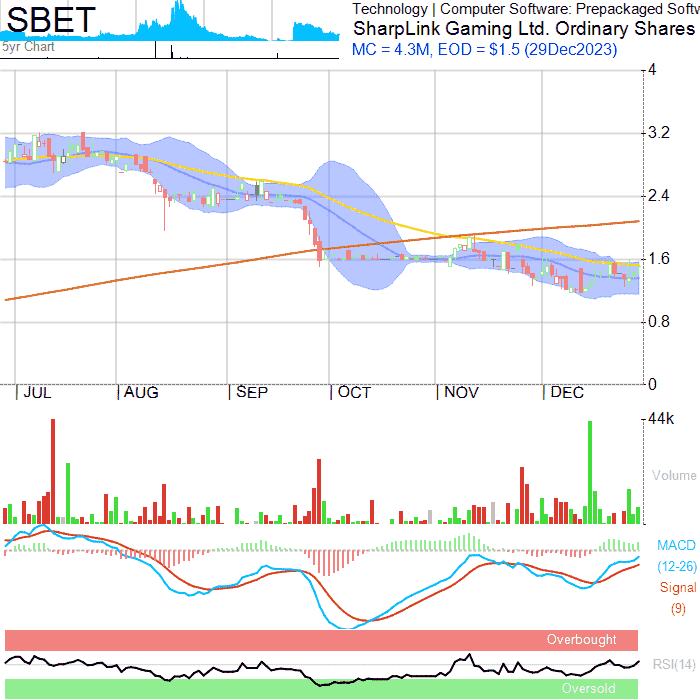 SBET
5yr Chart
Technology | Computer Software: Prepackaged Softw
SharpLink Gaming Ltd. Ordinary Shares
MC = 4.3M, EOD = $1.5 (29Dec2023)
4
3.2
2.4
1.6
0.8
0
JUL AUG SEP OCT NOV DEC
44k
Volume
MACD
(12-26)
Signal
(9)
Overbought
RSI(14)
Oversold